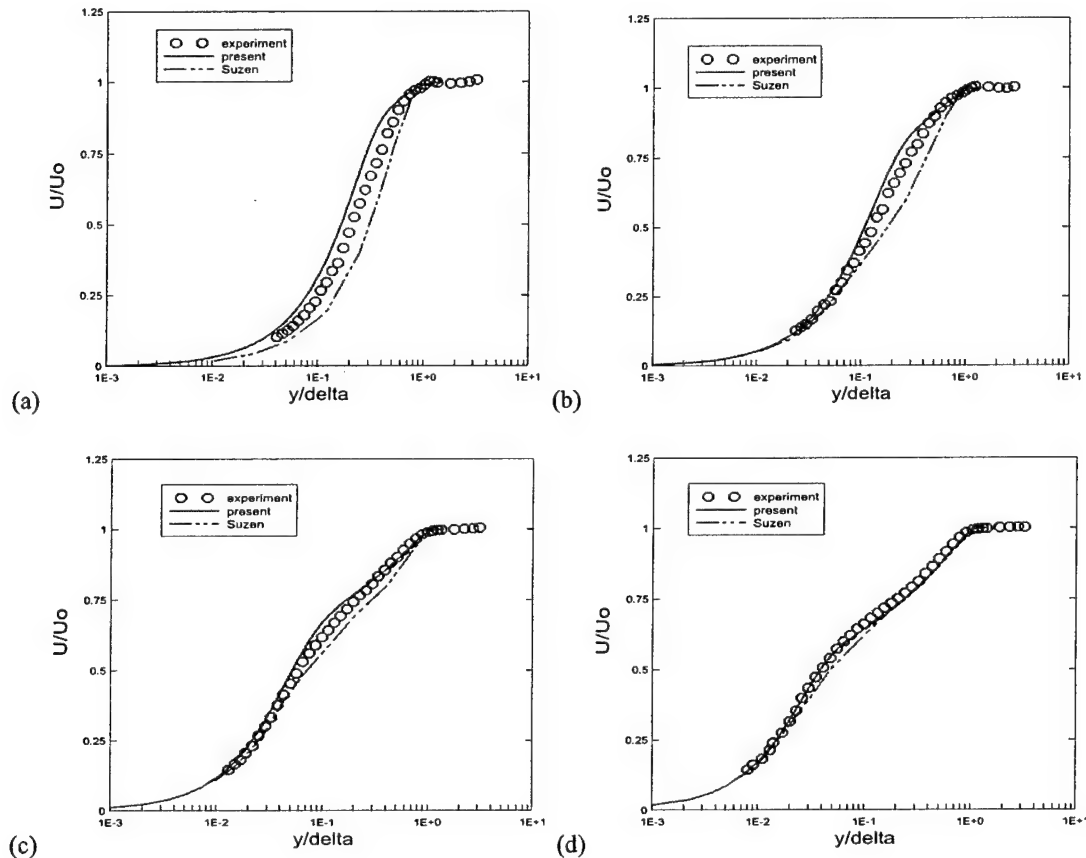 1.25
experiment
present
Suzen
1
0.75
U/Uo
0.5
0.25
0
1E-3 1E-2 1E-1 1E+0 1E+1
y/delta
(a)
1.25
experiment
present
Suzen
1
0.75
U/Uo
0.5
0.25
0
1E-3 1E-2 1E-1 1E+0 1E+1
y/delta
(b)
1.25
experiment
present
Suzen
1
0.75
U/Uo
0.5
0.25
0
1E-3 1E-2 1E-1 1E+0 1E+1
y/delta
(c)
1.25
experiment
present
Suzen
1
0.75
U/Uo
0.5
0.25
0
1E-3 1E-2 1E-1 1E+0 1E+1
y/delta
(d)